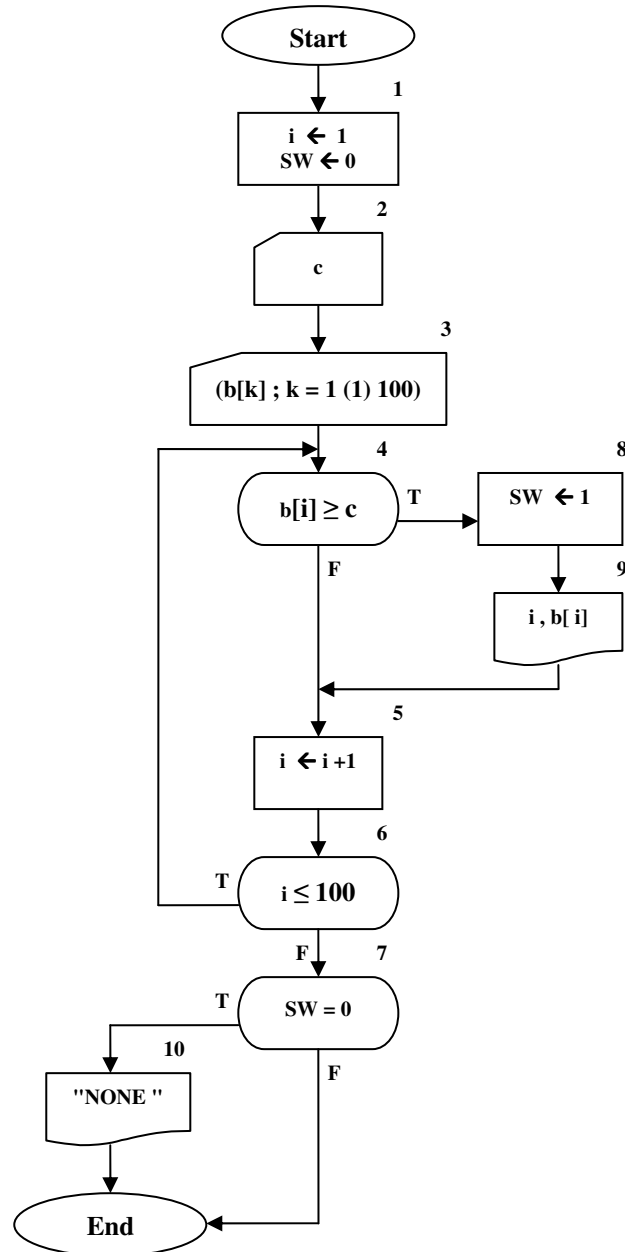 Start
1
i ← 1
SW ← 0
2
c
3
(b[k] ; k = 1 (1) 100)
4
b[i] ≥ c
T
F
8
SW ← 1
9
i , b[ i]
5
i ← i +1
6
i ≤ 100
T
F
7
SW = 0
T
F
10
"NONE "
End